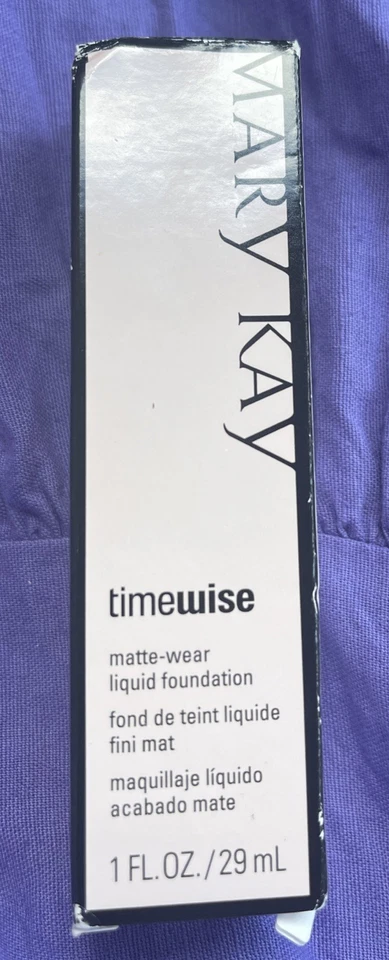 MARY KAY
timewise
matte-wear
liquid foundation
fond de teint liquide
fini mat
maquillaje líquido
acabado mate
1 FL.OZ./29 mL